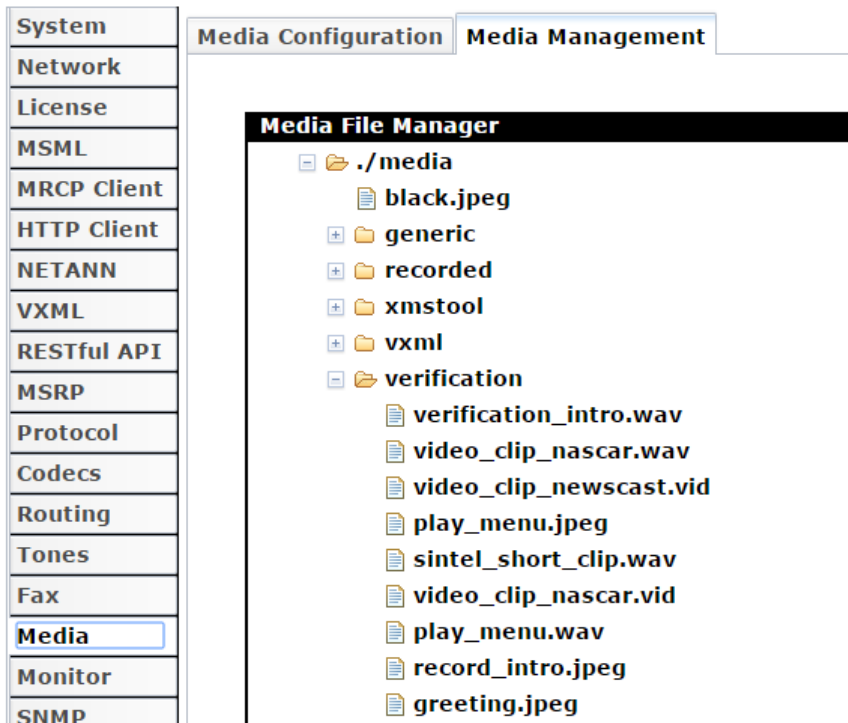 System
Network
License
MSML
MRCP Client
HTTP Client
NETANN
VXML
RESTful API
MSRP
Protocol
Codecs
Routing
Tones
Fax
Media
Monitor
SNMP
Media Configuration
Media Management
Media File Manager
./media
black.jpeg
generic
recorded
xmstool
vxml
verification
verification_intro.wav
video_clip_nascar.wav
video_clip_newscast.vid
play_menu.jpeg
sintel_short_clip.wav
video_clip_nascar.vid
play_menu.wav
record_intro.jpeg
greeting.jpeg